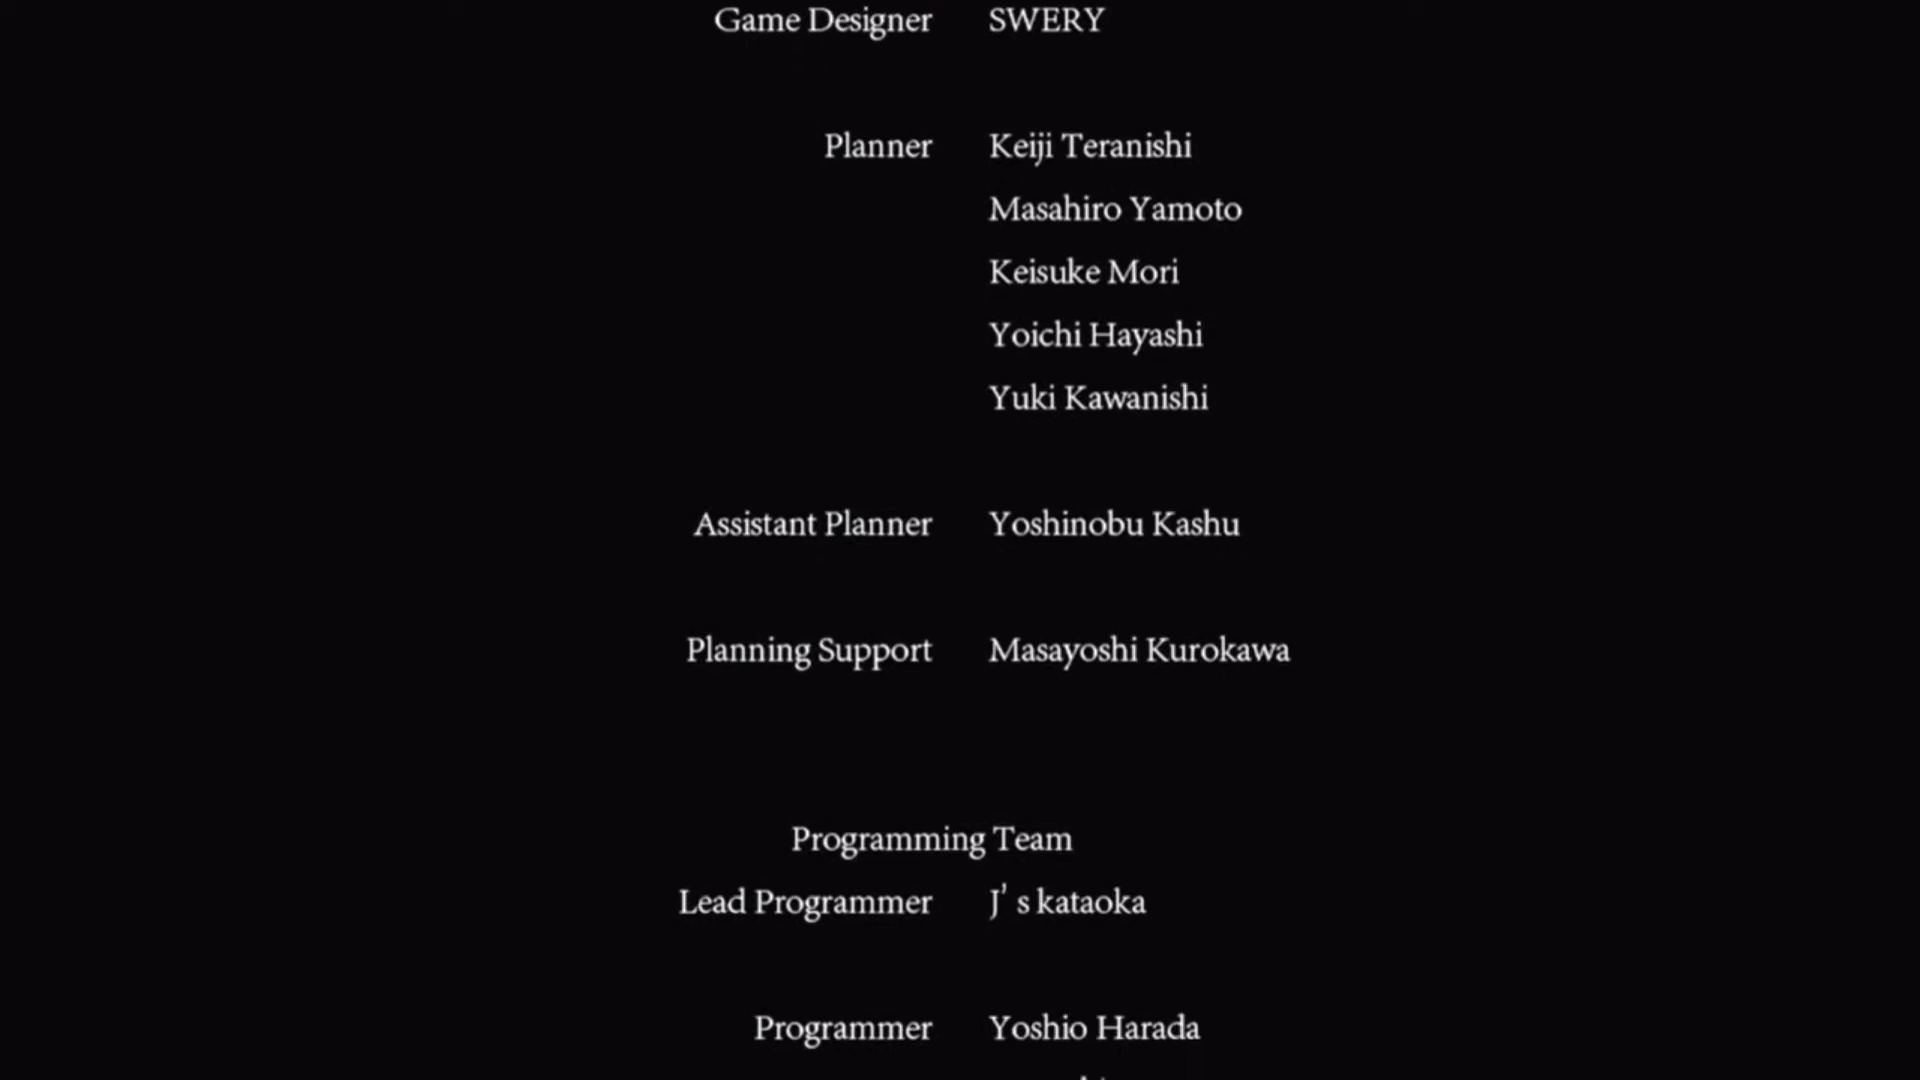 Game Designer SWERY
Planner Keiji Teranishi
Masahiro Yamoto
Keisuke Mori
Yoichi Hayashi
Yuki Kawanishi
Assistant Planner Yoshinobu Kashu
Planning Support Masayoshi Kurokawa
Programming Team
Lead Programmer J’ s kataoka
Programmer Yoshio Harada